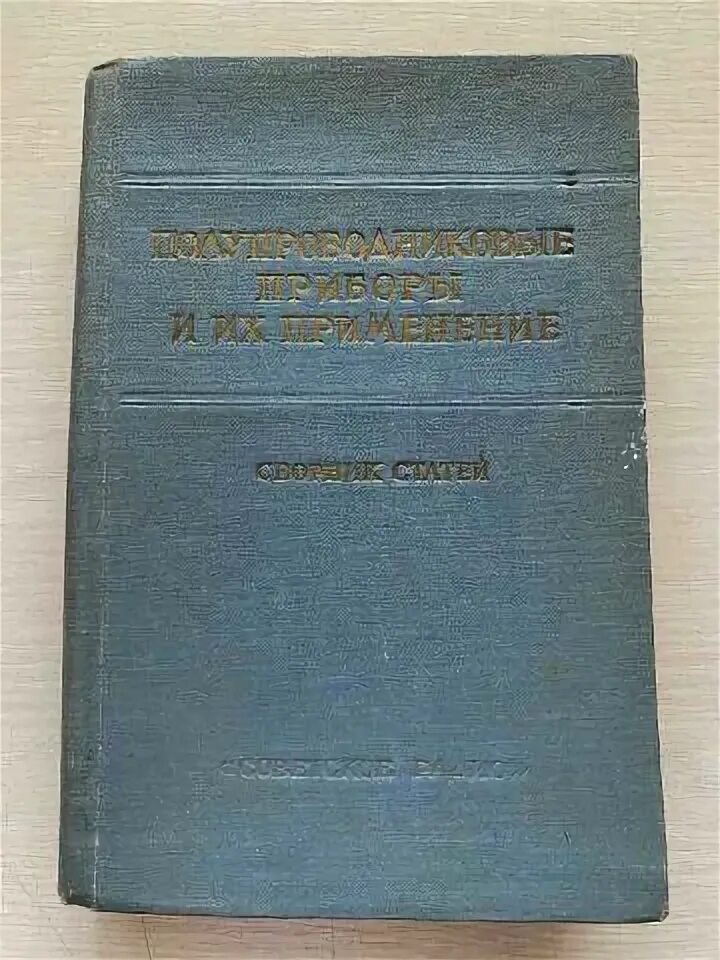 ПОЛУПРОВОДНИКОВЫЕ
ПРИБОРЫ
И ИХ ПРИМЕНЕНИЕ
СБОРНИК СТАТЕЙ
«СОВЕТСКОЕ РАДИО»